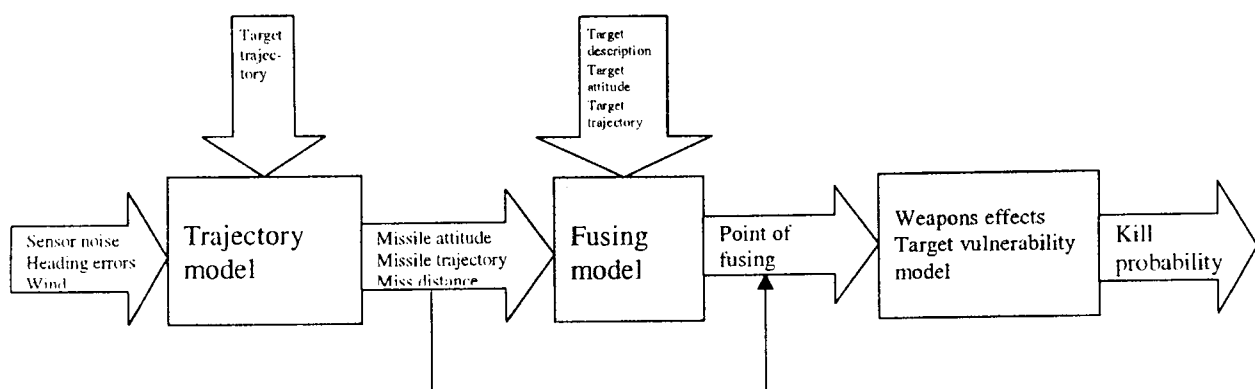 Target
trajec-
tory
Target
description
Target
attitude
Target
trajectory
Sensor noise
Heading errors
Wind
Trajectory
model
Missile attitude
Missile trajectory
Miss distance
Fusing
model
Point of
fusing
Weapons effects
Target vulnerability
model
Kill
probability